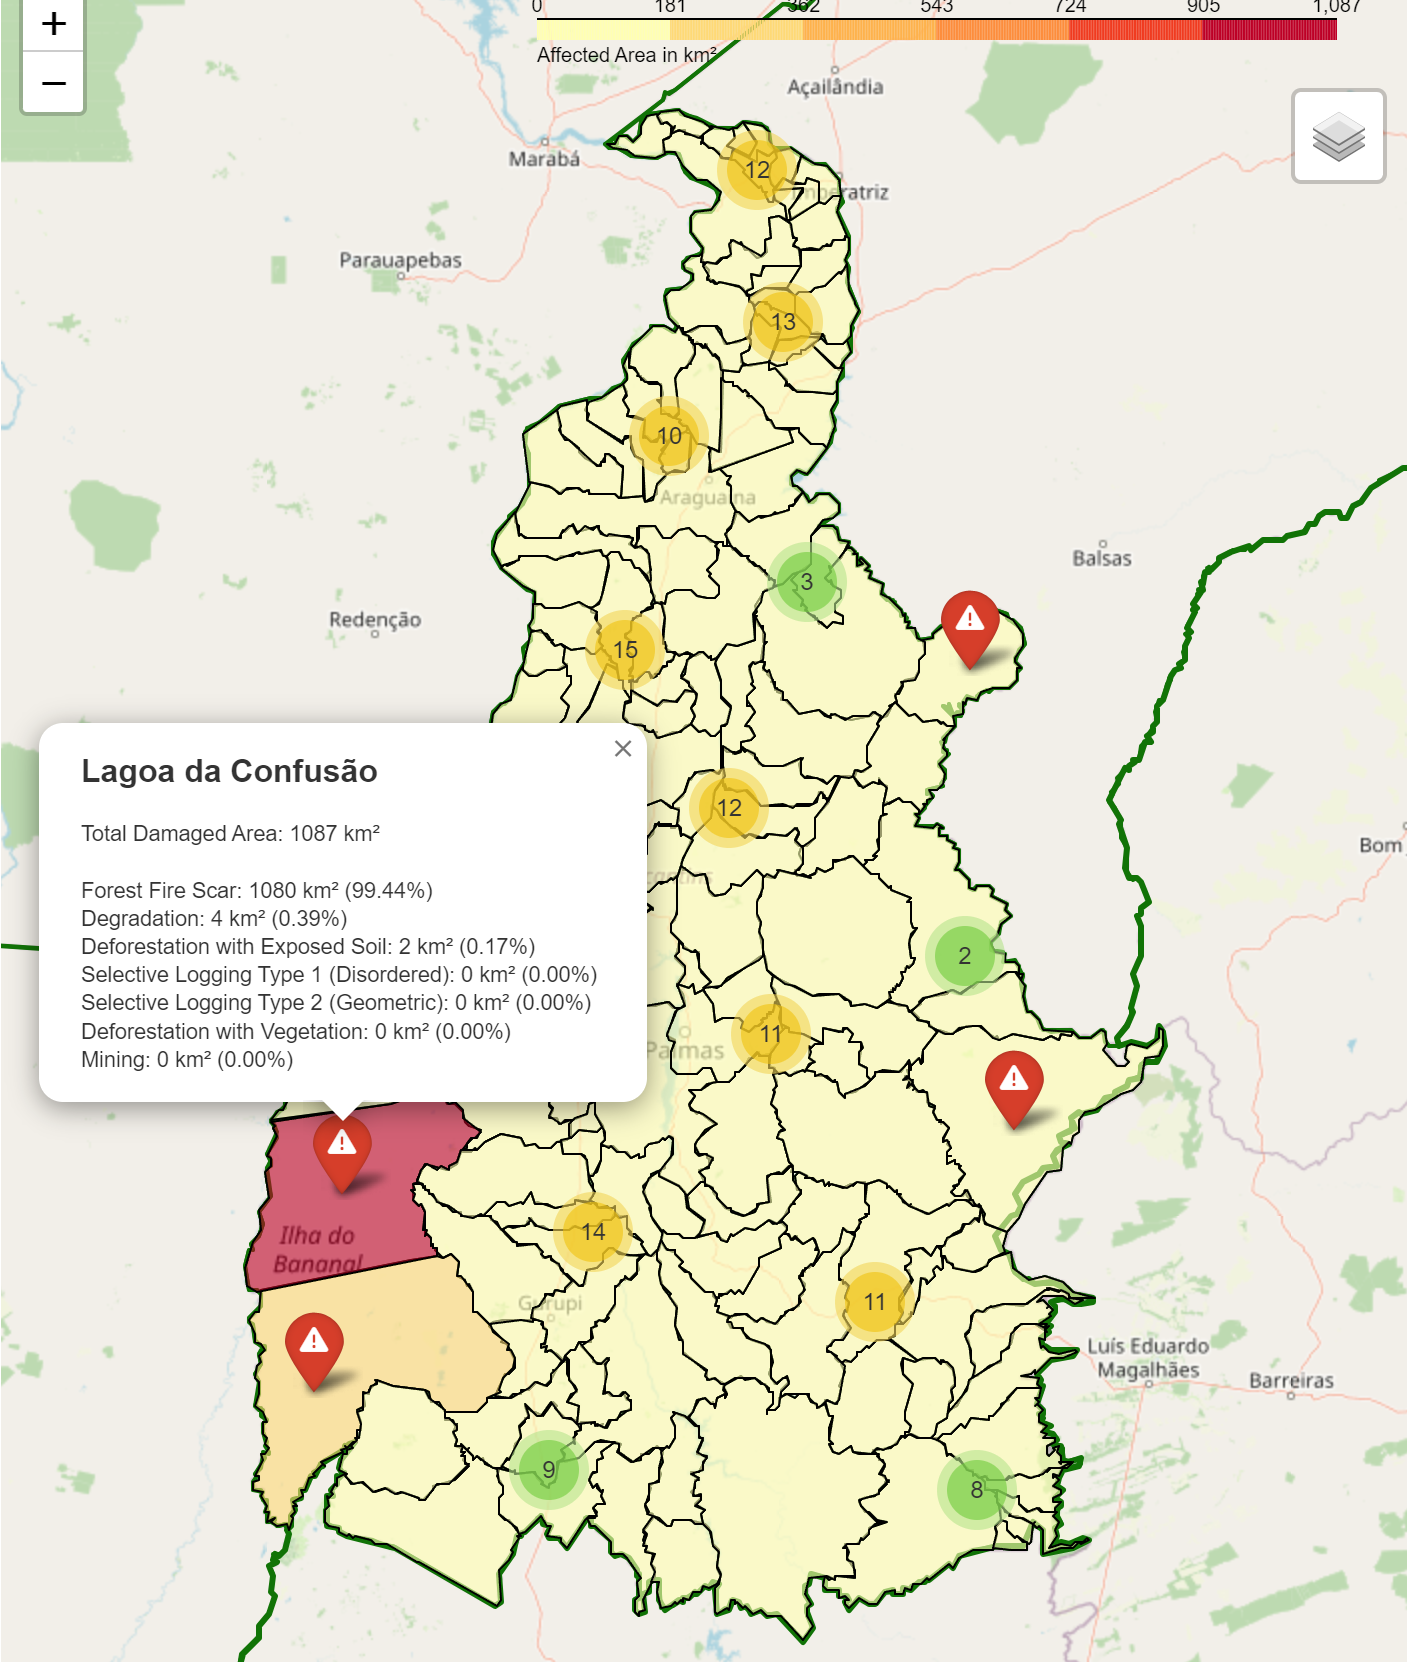 +
−
0 181 362 543 724 905 1,087
Affected Area in km²
Açailândia
Marabá
12
Imperatriz
Parauapebas
13
10
Araguaína
Balsas
3
Redenção
15
Lagoa da Confusão
×
Total Damaged Area: 1087 km²
Forest Fire Scar: 1080 km² (99.44%)
Degradation: 4 km² (0.39%)
Deforestation with Exposed Soil: 2 km² (0.17%)
Selective Logging Type 1 (Disordered): 0 km² (0.00%)
Selective Logging Type 2 (Geometric): 0 km² (0.00%)
Deforestation with Vegetation: 0 km² (0.00%)
Mining: 0 km² (0.00%)
12
Bom
2
11
Palmas
Ilha do
Bananal
14
11
Gurupi
Luís Eduardo
Magalhães
Barreiras
9
8